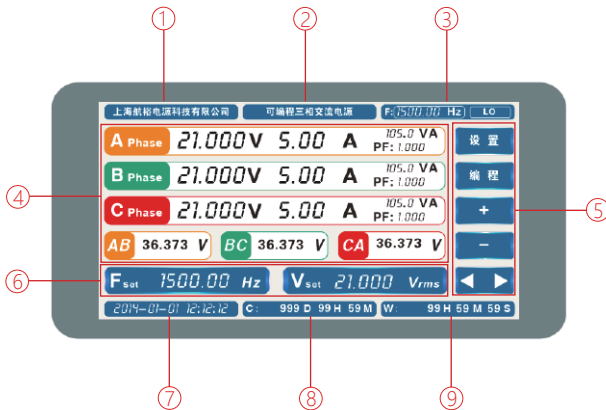 ① ② ③
上海航裕电源科技有限公司 可编程三相交流电源 F:1500.00 Hz LO
A Phase 21.000 V 5.00 A 105.0 VA PF: 1.000 设置
B Phase 21.000 V 5.00 A 105.0 VA PF: 1.000 编程
C Phase 21.000 V 5.00 A 105.0 VA PF: 1.000 +
AB 36.373 V BC 36.373 V CA 36.373 V −
④ ⑤
⑥ Fset 1500.00 Hz Vset 21.000 Vrms ◀ ▶
2014-01-01 12:12:12 C: 999 D 99 H 59 M W: 99 H 59 M 59 S
⑦ ⑧ ⑨